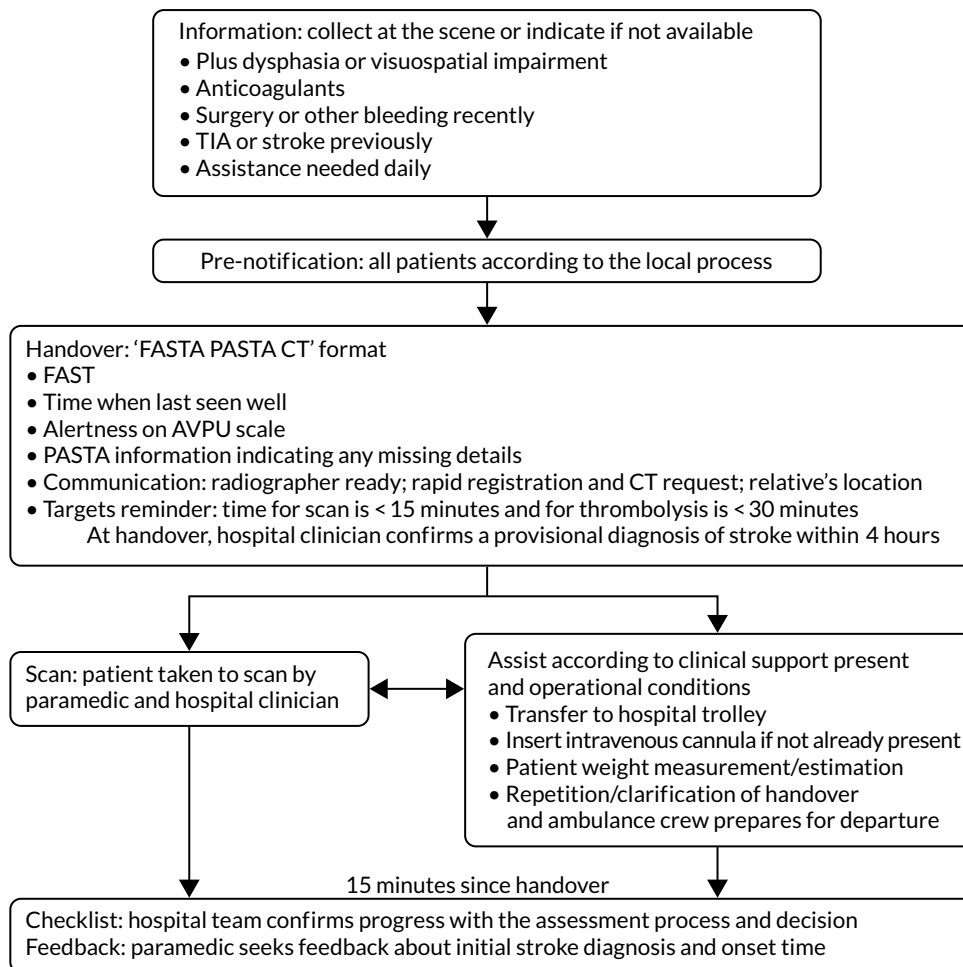 Information: collect at the scene or indicate if not available
• Plus dysphasia or visuospatial impairment
• Anticoagulants
• Surgery or other bleeding recently
• TIA or stroke previously
• Assistance needed daily
Pre-notification: all patients according to the local process
Handover: ‘FASTA PASTA CT’ format
• FAST
• Time when last seen well
• Alertness on AVPU scale
• PASTA information indicating any missing details
• Communication: radiographer ready; rapid registration and CT request; relative’s location
• Targets reminder: time for scan is < 15 minutes and for thrombolysis is < 30 minutes
At handover, hospital clinician confirms a provisional diagnosis of stroke within 4 hours
Scan: patient taken to scan by
paramedic and hospital clinician
Assist according to clinical support present
and operational conditions
• Transfer to hospital trolley
• Insert intravenous cannula if not already present
• Patient weight measurement/estimation
• Repetition/clarification of handover
and ambulance crew prepares for departure
15 minutes since handover
Checklist: hospital team confirms progress with the assessment process and decision
Feedback: paramedic seeks feedback about initial stroke diagnosis and onset time